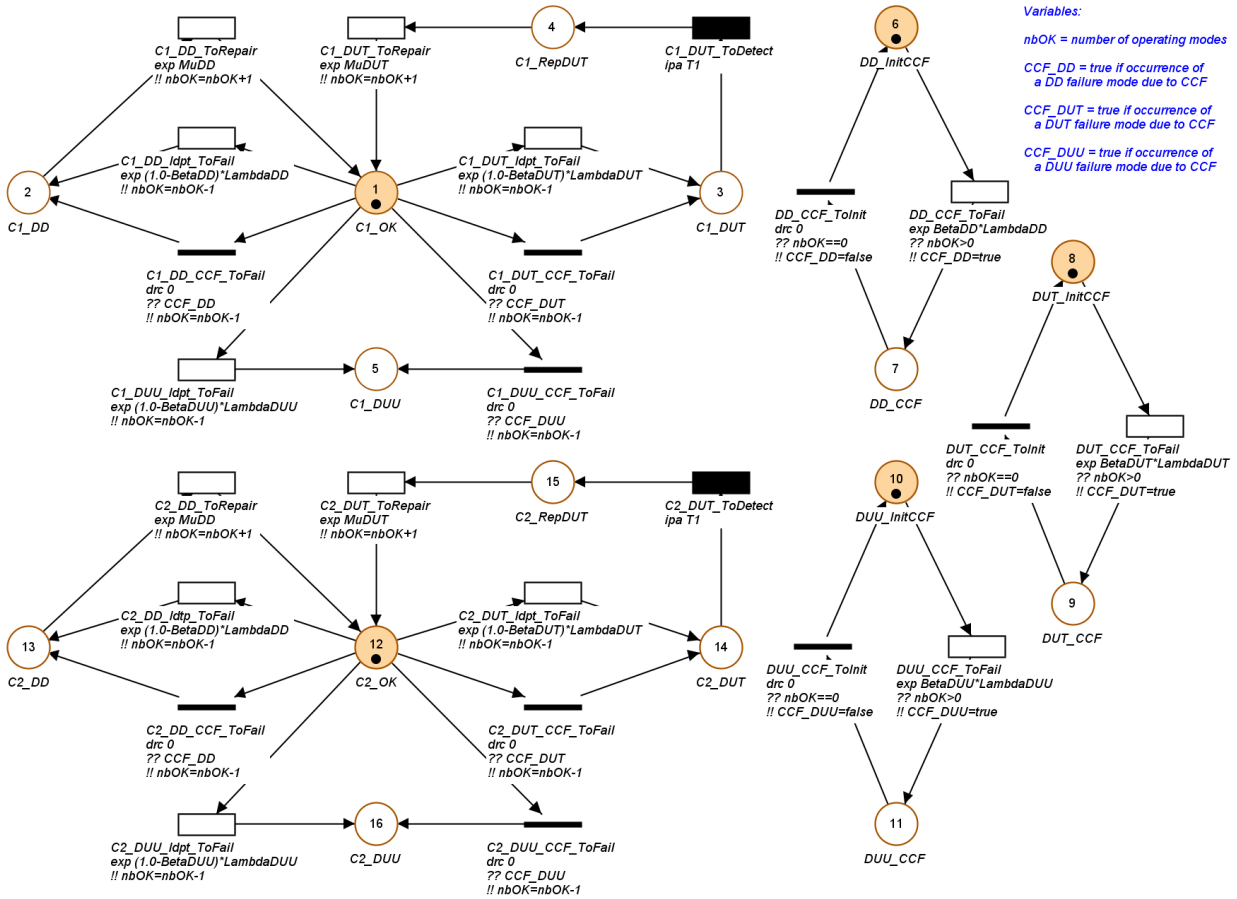 C1_DD_ToRepair
exp MuDD
!! nbOK=nbOK+1
C1_DUT_ToRepair
exp MuDUT
!! nbOK=nbOK+1
4
C1_RepDUT
C1_DUT_ToDetect
ipa T1
C1_DD_Idpt_ToFail
exp (1.0-BetaDD)*LambdaDD
!! nbOK=nbOK-1
C1_DUT_Idpt_ToFail
exp (1.0-BetaDUT)*LambdaDUT
!! nbOK=nbOK-1
2
C1_DD
1
C1_OK
3
C1_DUT
C1_DD_CCF_ToFail
drc 0
?? CCF_DD
!! nbOK=nbOK-1
C1_DUT_CCF_ToFail
drc 0
?? CCF_DUT
!! nbOK=nbOK-1
C1_DUU_Idpt_ToFail
exp (1.0-BetaDUU)*LambdaDUU
!! nbOK=nbOK-1
5
C1_DUU
C1_DUU_CCF_ToFail
drc 0
?? CCF_DUU
!! nbOK=nbOK-1
C2_DD_ToRepair
exp MuDD
!! nbOK=nbOK+1
C2_DUT_ToRepair
exp MuDUT
!! nbOK=nbOK+1
15
C2_RepDUT
C2_DUT_ToDetect
ipa T1
C2_DD_Idtp_ToFail
exp (1.0-BetaDD)*LambdaDD
!! nbOK=nbOK-1
C2_DUT_Idpt_ToFail
exp (1.0-BetaDUT)*LambdaDUT
!! nbOK=nbOK-1
13
C2_DD
12
C2_OK
14
C2_DUT
C2_DD_CCF_ToFail
drc 0
?? CCF_DD
!! nbOK=nbOK-1
C2_DUT_CCF_ToFail
drc 0
?? CCF_DUT
!! nbOK=nbOK-1
C2_DUU_Idpt_ToFail
exp (1.0-BetaDUU)*LambdaDUU
!! nbOK=nbOK-1
16
C2_DUU
C2_DUU_CCF_ToFail
drc 0
?? CCF_DUU
!! nbOK=nbOK-1
6
DD_InitCCF
DD_CCF_ToInit
drc 0
?? nbOK==0
!! CCF_DD=false
DD_CCF_ToFail
exp BetaDD*LambdaDD
?? nbOK>0
!! CCF_DD=true
7
DD_CCF
8
DUT_InitCCF
DUT_CCF_ToInit
drc 0
?? nbOK==0
!! CCF_DUT=false
DUT_CCF_ToFail
exp BetaDUT*LambdaDUT
?? nbOK>0
!! CCF_DUT=true
9
DUT_CCF
10
DUU_InitCCF
DUU_CCF_ToInit
drc 0
?? nbOK==0
!! CCF_DUU=false
DUU_CCF_ToFail
exp BetaDUU*LambdaDUU
?? nbOK>0
!! CCF_DUU=true
11
DUU_CCF
Variables:
nbOK = number of operating modes
CCF_DD = true if occurrence of
a DD failure mode due to CCF
CCF_DUT = true if occurrence of
a DUT failure mode due to CCF
CCF_DUU = true if occurrence of
a DUU failure mode due to CCF